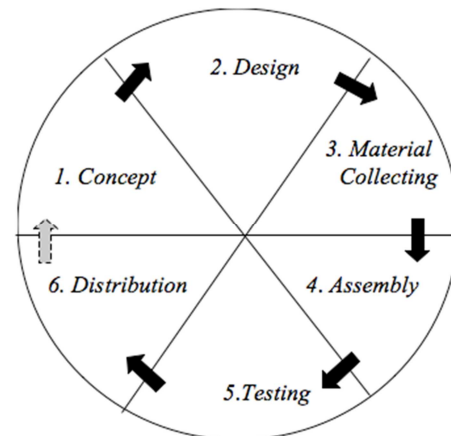 2. Design
3. Material
Collecting
1. Concept
4. Assembly
6. Distribution
5.Testing